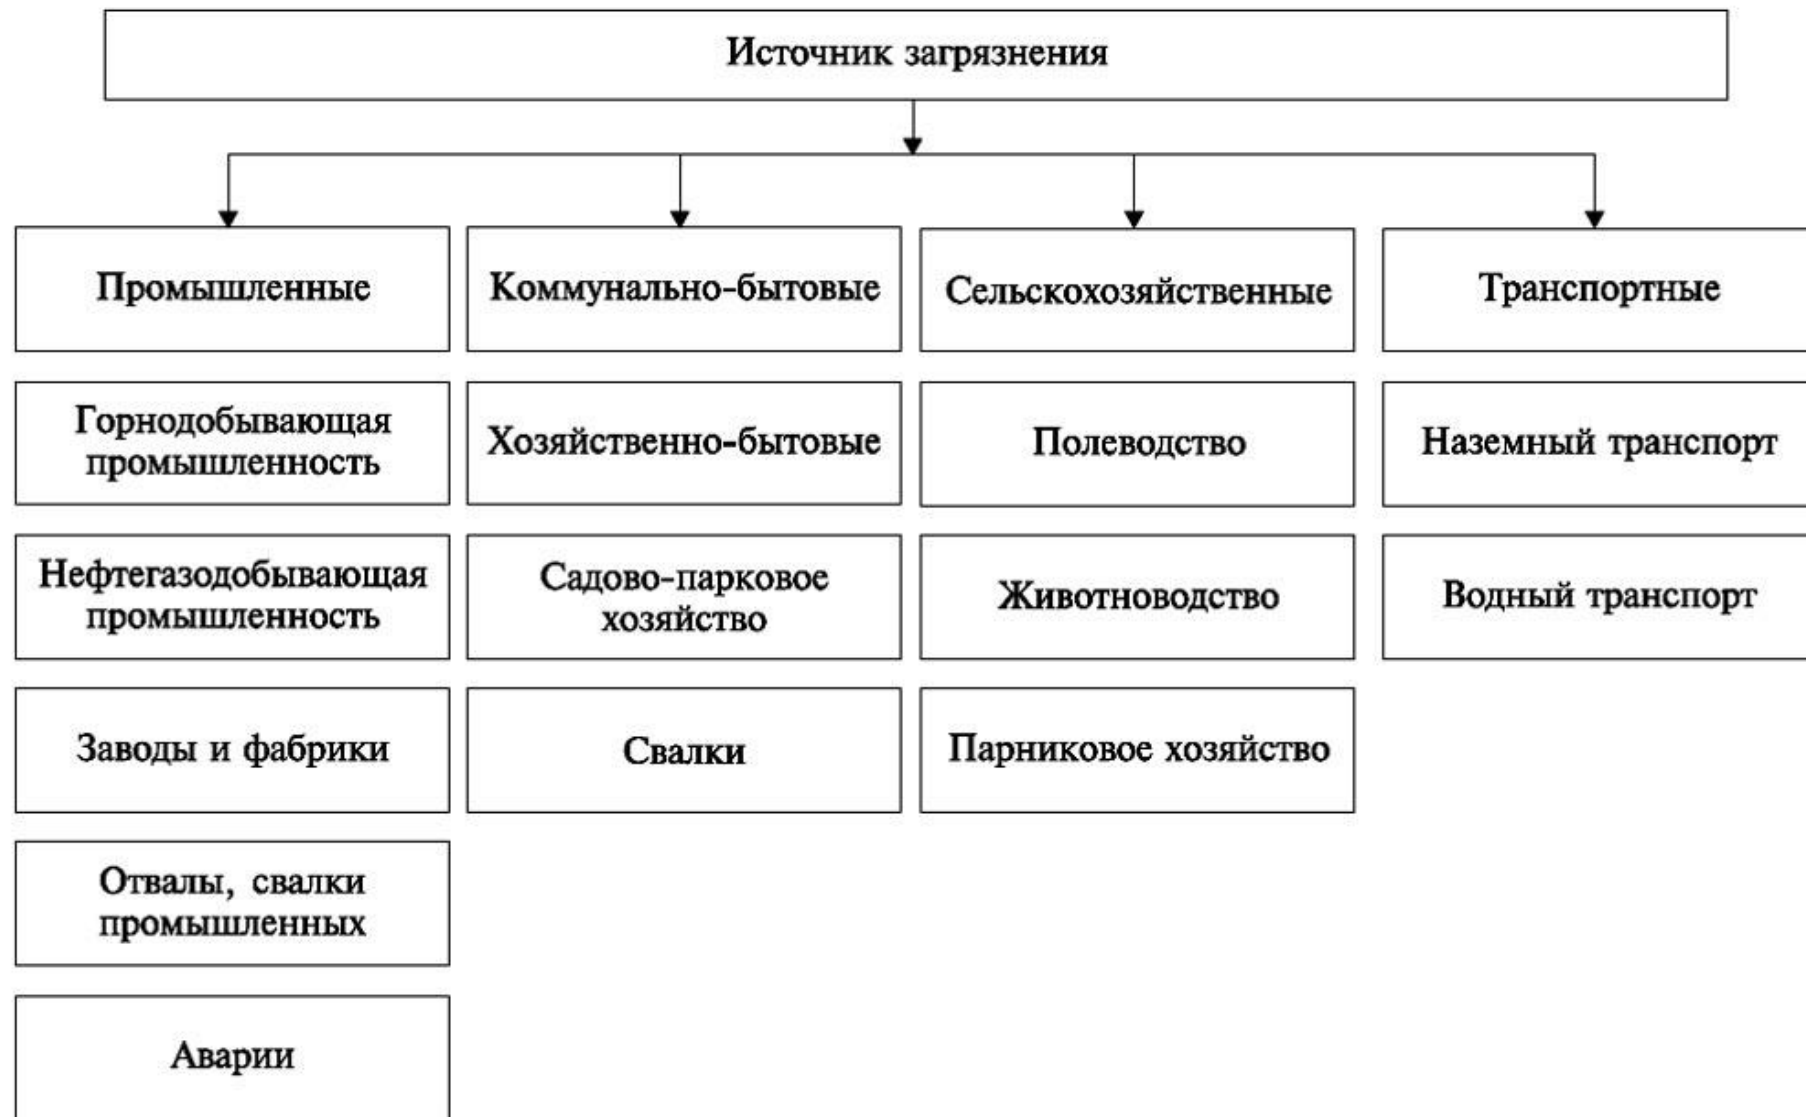 Источник загрязнения
Промышленные
Коммунально-бытовые
Сельскохозяйственные
Транспортные
Горнодобывающая
промышленность
Хозяйственно-бытовые
Полеводство
Наземный транспорт
Нефтегазодобывающая
промышленность
Садово-парковое
хозяйство
Животноводство
Водный транспорт
Заводы и фабрики
Свалки
Парниковое хозяйство
Отвалы, свалки
промышленных
Аварии